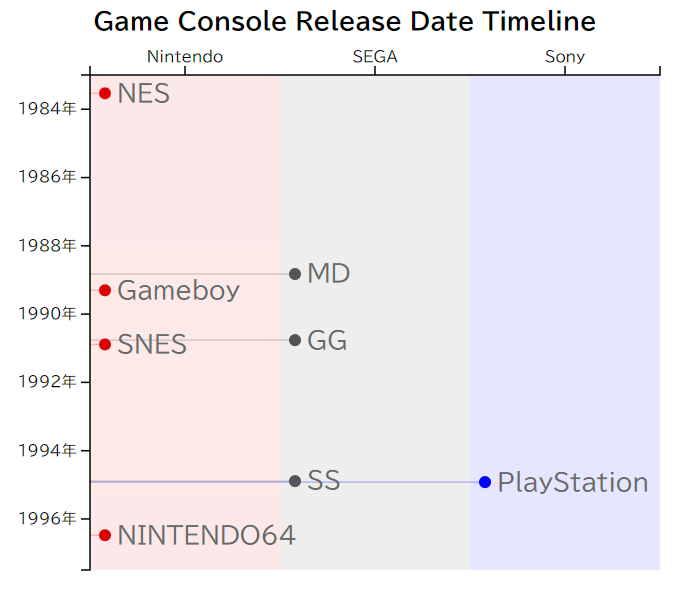 Game Console Release Date Timeline
Nintendo SEGA Sony
NES
1984年
1986年
1988年
MD
Gameboy
1990年
GG
SNES
1992年
1994年
SS
PlayStation
1996年
NINTENDO64